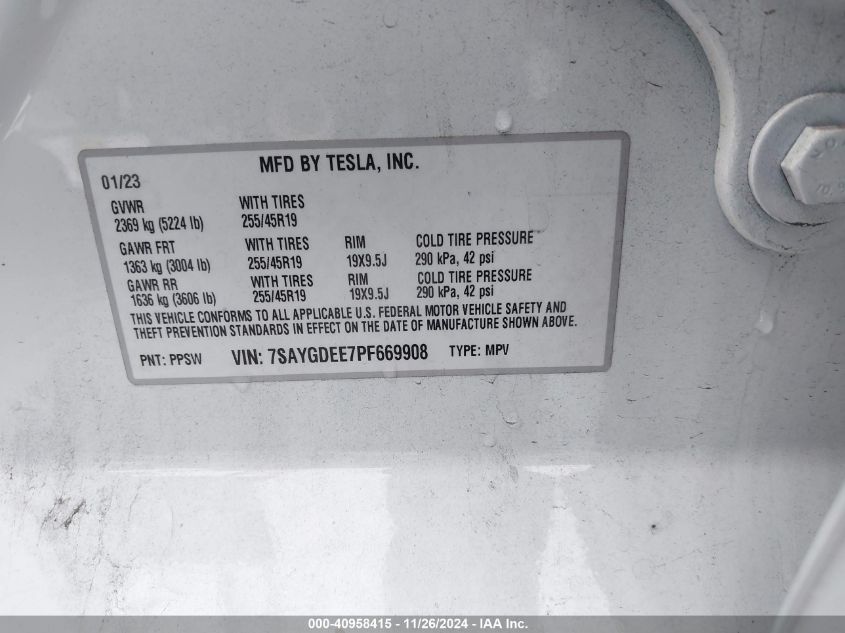 MFD BY TESLA, INC.
01/23
GVWR WITH TIRES
2369 kg (5224 lb) 255/45R19
GAWR FRT WITH TIRES RIM COLD TIRE PRESSURE
1363 kg (3004 lb) 255/45R19 19X9.5J 290 kPa, 42 psi
GAWR RR WITH TIRES RIM COLD TIRE PRESSURE
1636 kg (3606 lb) 255/45R19 19X9.5J 290 kPa, 42 psi
THIS VEHICLE CONFORMS TO ALL APPLICABLE U.S. FEDERAL MOTOR VEHICLE SAFETY AND
THEFT PREVENTION STANDARDS IN EFFECT ON THE DATE OF MANUFACTURE SHOWN ABOVE.
PNT: PPSW VIN: 7SAYGDEE7PF669908 TYPE: MPV
000-40958415 - 11/26/2024 - IAA Inc.